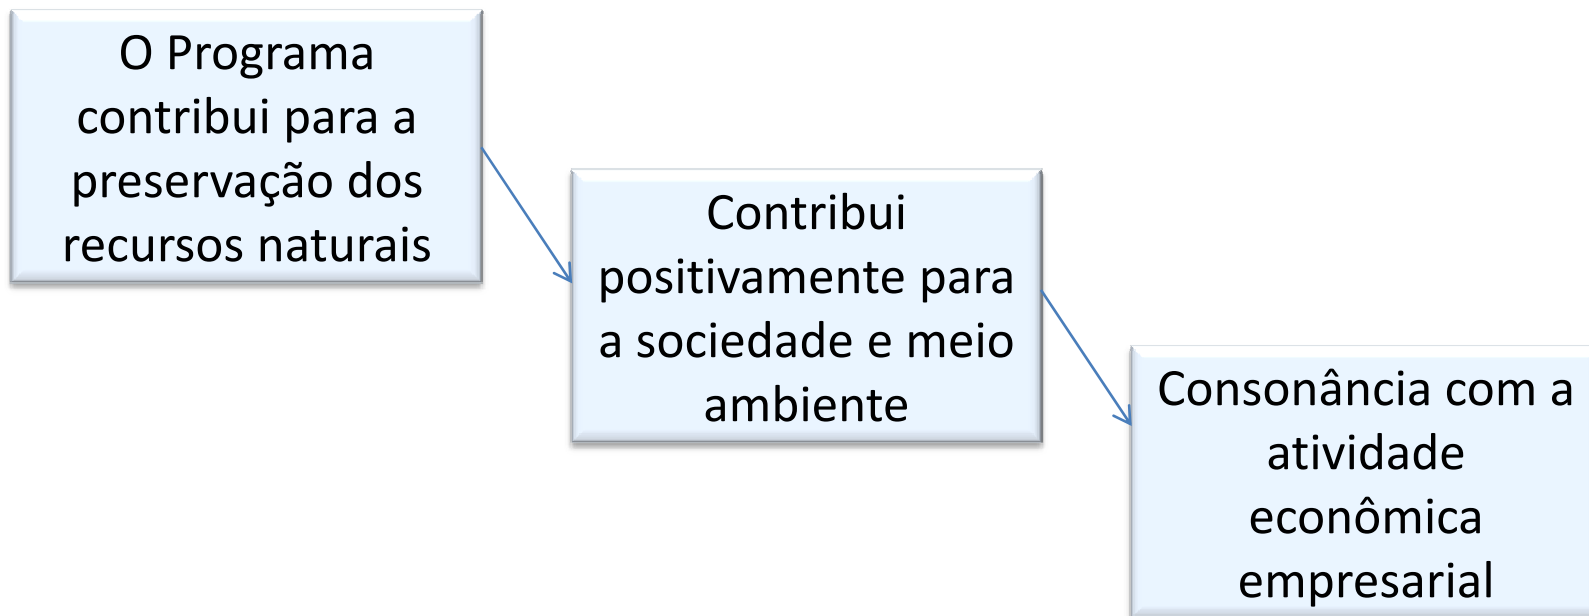 O Programa
contribui para a
preservação dos
recursos naturais
Contribui
positivamente para
a sociedade e meio
ambiente
Consonância com a
atividade
econômica
empresarial